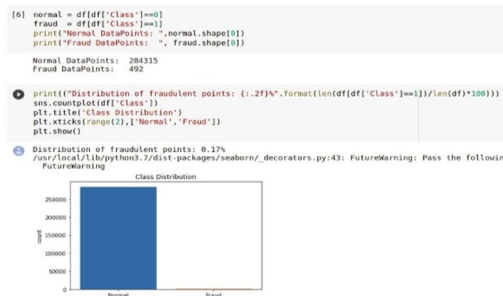 [6] normal = df[df['Class']==0]
fraud = df[df['Class']==1]
print("Normal DataPoints: ",normal.shape[0])
print("Fraud DataPoints:  ", fraud.shape[0])
Normal DataPoints:  284315
Fraud DataPoints:   492
print(("Distribution of fraudulent points: {:.2f}%".format(len(df[df['Class']==1])/len(df)*100)))
sns.countplot(df['Class'])
plt.title('Class Distribution')
plt.xticks(range(2),['Normal','Fraud'])
plt.show()
Distribution of fraudulent points: 0.17%
/usr/local/lib/python3.7/dist-packages/seaborn/_decorators.py:43: FutureWarning: Pass the followin
FutureWarning
Class Distribution
250000
200000
150000
100000
50000
0
count
Normal Fraud